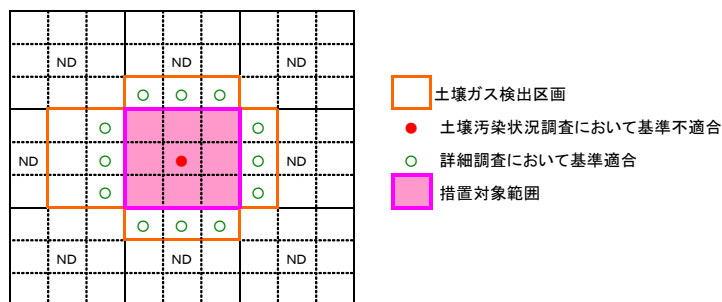 ND ND ND
ND ND
ND ND ND
土壌ガス検出区画
土壌汚染状況調査において基準不適合
詳細調査において基準適合
措置対象範囲